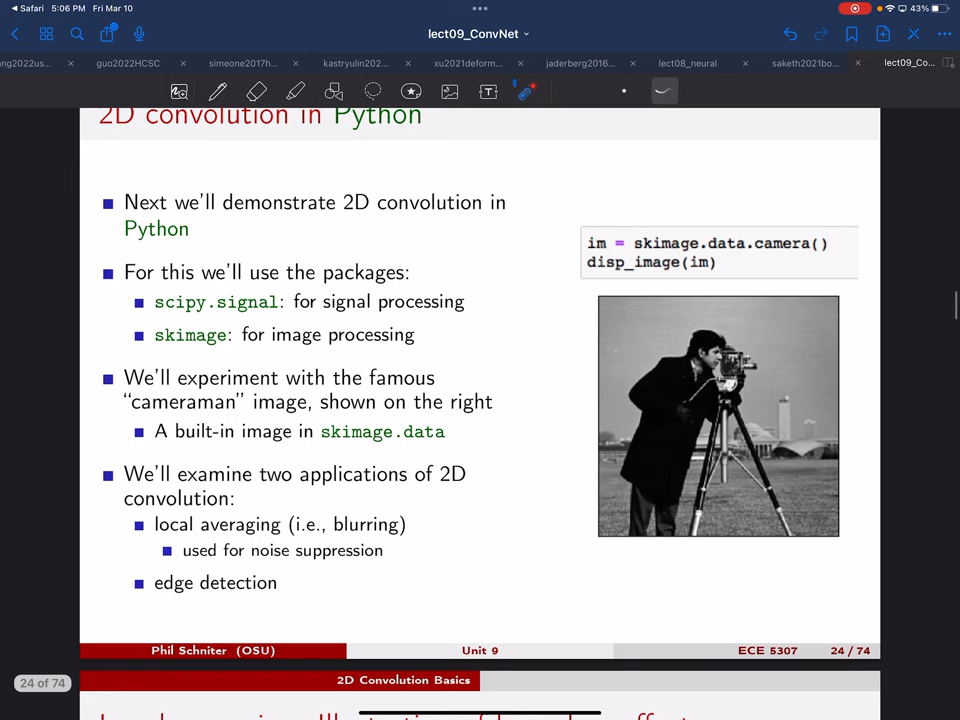 Safari 5:06 PM Fri Mar 10 43%
lect09_ConvNet
ang2022us... guo2022HCSC simeone2017h... kastryulin202... xu2021deform... jaderberg2016... lect08_neural saketh2021bo... lect09_Co...
2D convolution in Python
Next we'll demonstrate 2D convolution in
Python
For this we'll use the packages:
scipy.signal: for signal processing
skimage: for image processing
We'll experiment with the famous
“cameraman” image, shown on the right
A built-in image in skimage.data
We'll examine two applications of 2D
convolution:
local averaging (i.e., blurring)
used for noise suppression
edge detection
im = skimage.data.camera()
disp_image(im)
Phil Schniter (OSU) Unit 9 ECE 5307 24 / 74
24 of 74
2D Convolution Basics